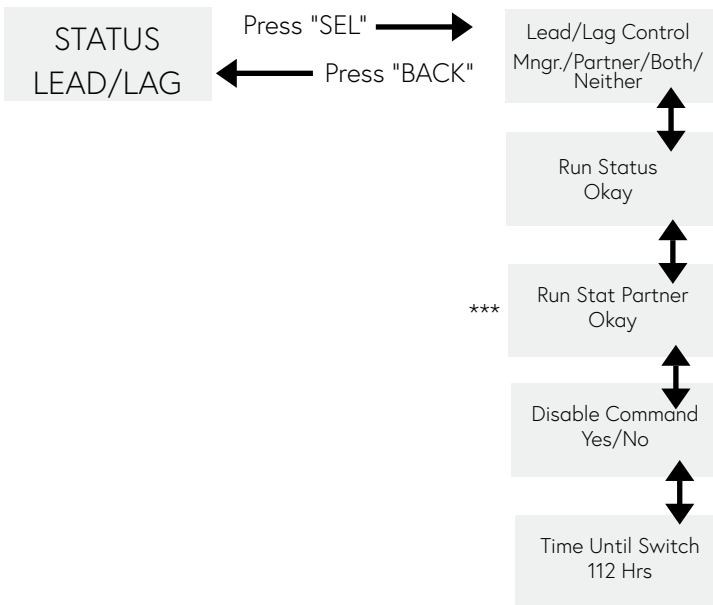 STATUS
LEAD/LAG
Press "SEL"
Press "BACK"
Lead/Lag Control
Mngr./Partner/Both/
Neither
Run Status
Okay
***
Run Stat Partner
Okay
Disable Command
Yes/No
Time Until Switch
112 Hrs